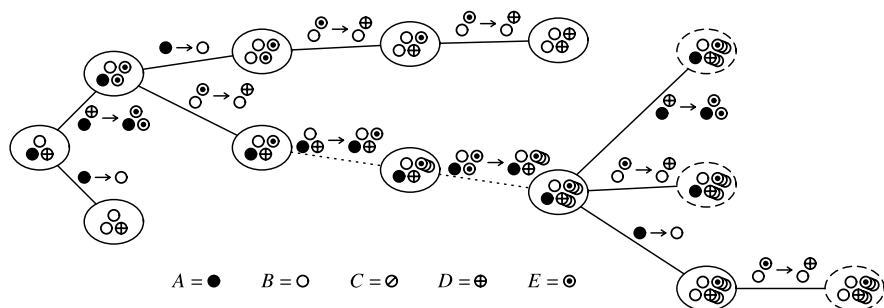 A = ● B = ○ C = ⊘ D = ⊕ E = ⊙